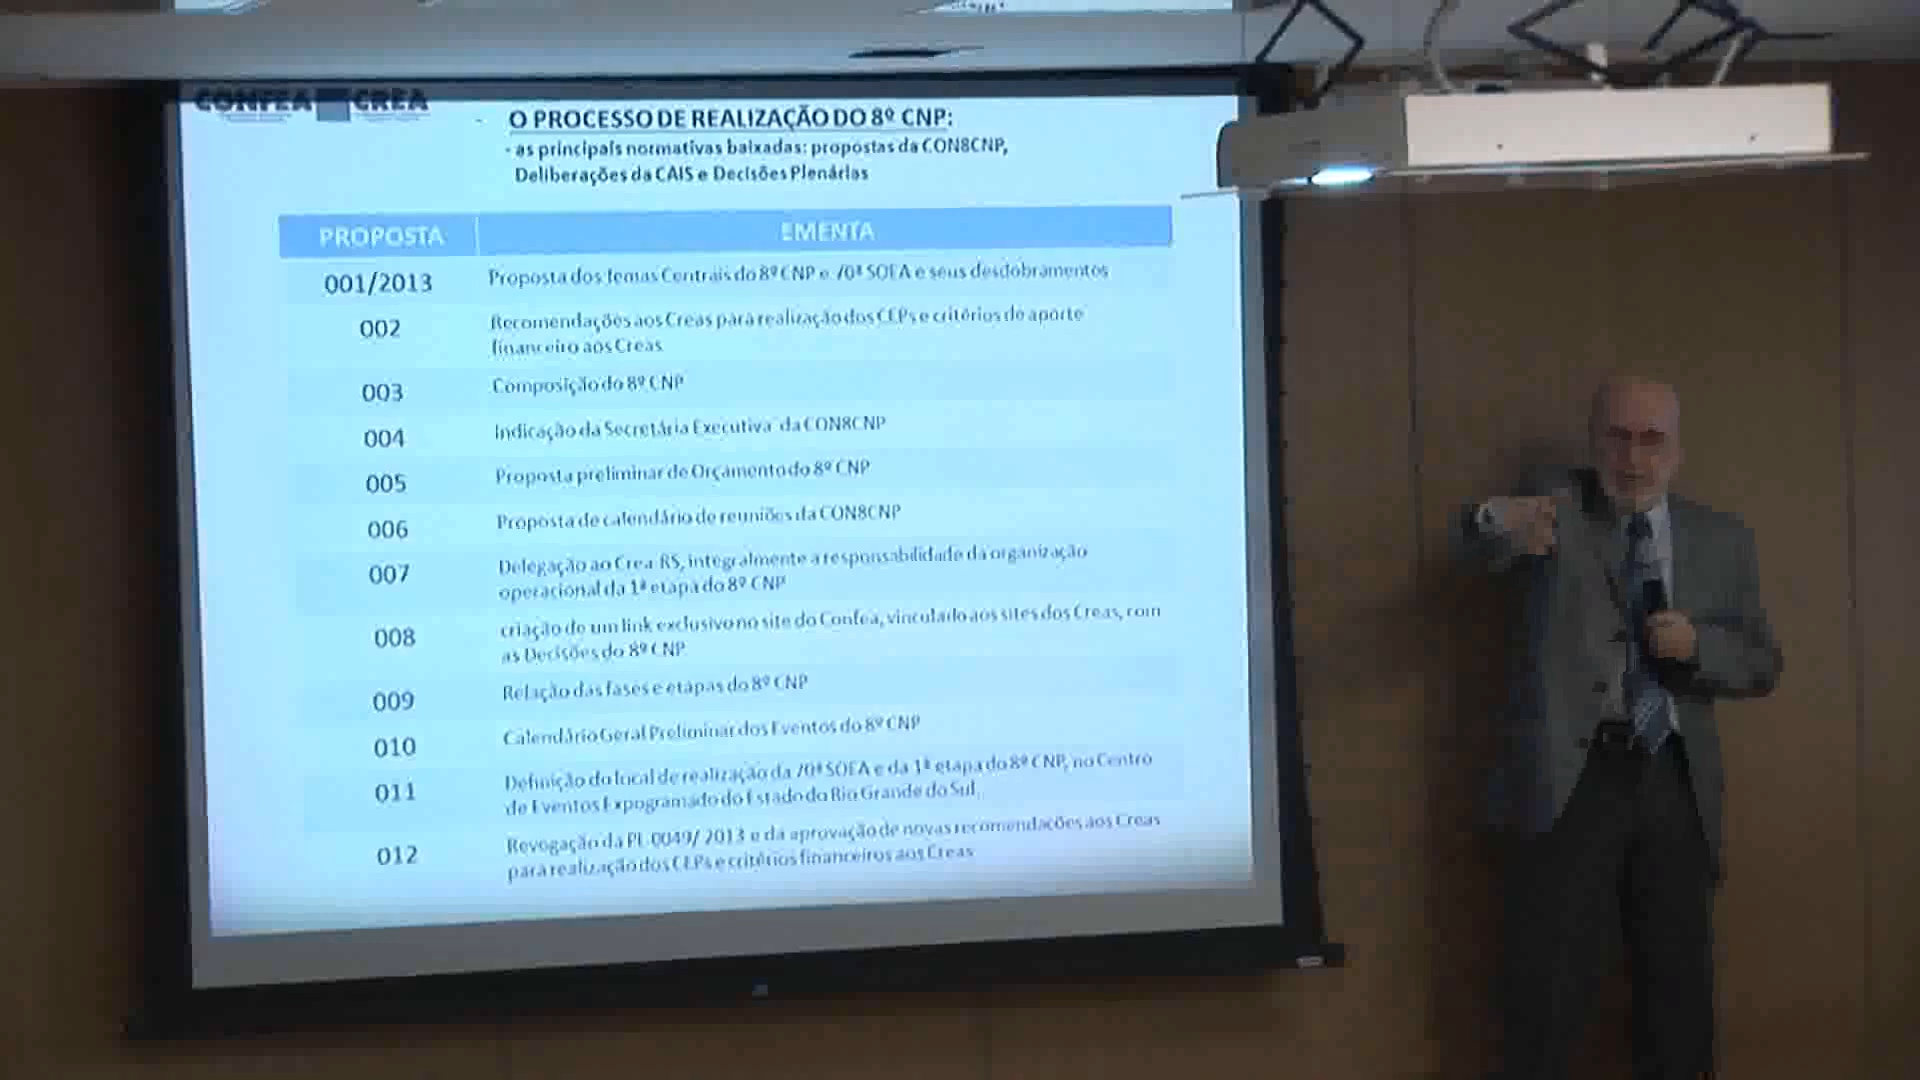 CONFEA CREA
- O PROCESSO DE REALIZAÇÃO DO 8º CNP:
- as principais normativas baixadas: propostas da CON8CNP,
Deliberações da CAIS e Decisões Plenárias
PROPOSTA EMENTA
001/2013 Proposta dos Temas Centrais do 8º CNP e 70ª SOEA e seus desdobramentos
002 Recomendações aos Creas para realização dos CEPs e critérios de aporte
financeiro aos Creas
003 Composição do 8º CNP
004 Indicação da Secretária Executiva da CON8CNP
005 Proposta preliminar de Orçamento do 8º CNP
006 Proposta de calendário de reuniões da CON8CNP
007 Delegação ao Crea-RS, integralmente a responsabilidade da organização
operacional da 1ª etapa do 8º CNP
008 criação de um link exclusivo no site do Confea, vinculado aos sites dos Creas, com
as Decisões do 8º CNP
009 Relação das fases e etapas do 8º CNP
010 Calendário Geral Preliminar dos Eventos do 8º CNP
011 Definição do local de realização da 70ª SOEA e da 1ª etapa do 8º CNP, no Centro
de Eventos Expogramado do Estado do Rio Grande do Sul.
012 Revogação da PL-0049/ 2013 e da aprovação de novas recomendações aos Creas
para realização dos CEPs e critérios financeiros aos Creas